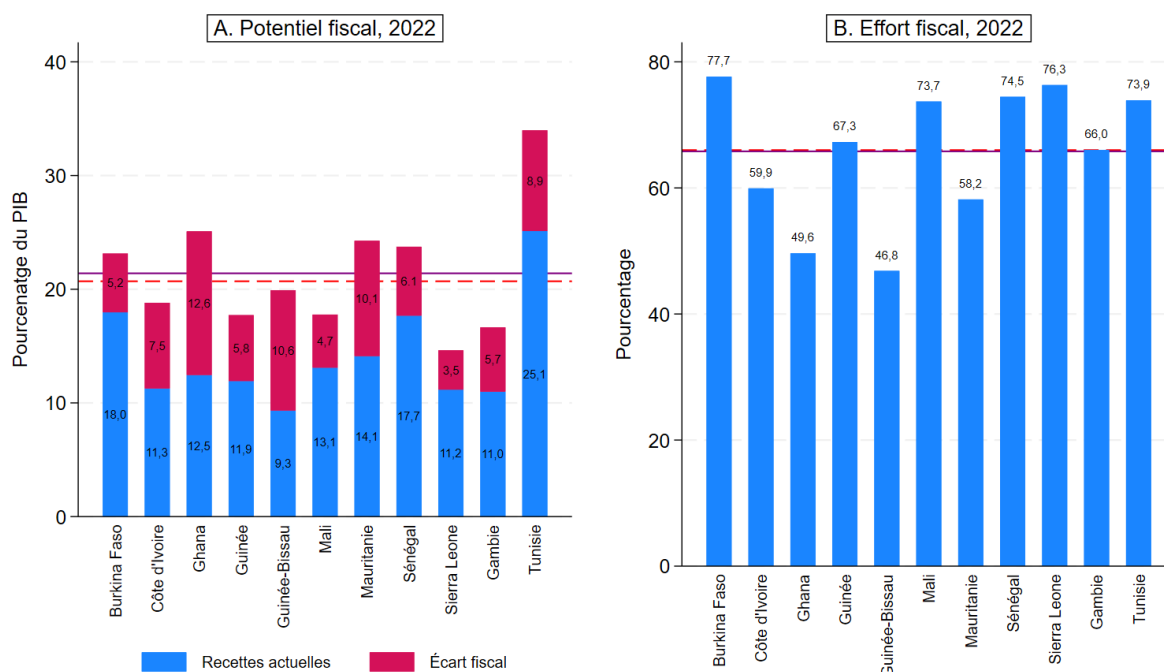 A. Potentiel fiscal, 2022
Pourcenatge du PIB
40
30
20
10
0
5,2
18,0
7,5
11,3
12,6
12,5
5,8
11,9
10,6
9,3
4,7
13,1
10,1
14,1
6.1
17,7
3,5
11,2
5,7
11,0
8,9
25,1
Burkina Faso
Côte d'Ivoire
Ghana
Guinée
Guinée-Bissau
Mali
Mauritanie
Sénégal
Sierra Leone
Gambie
Tunisie
Recettes actuelles
Écart fiscal
B. Effort fiscal, 2022
Pourcentage
80
60
40
20
0
77,7
59,9
49,6
67,3
46,8
73,7
58,2
74,5
76,3
66,0
73,9
Burkina Faso
Côte d'Ivoire
Ghana
Guinée
Guinée-Bissau
Mali
Mauritanie
Sénégal
Sierra Leone
Gambie
Tunisie